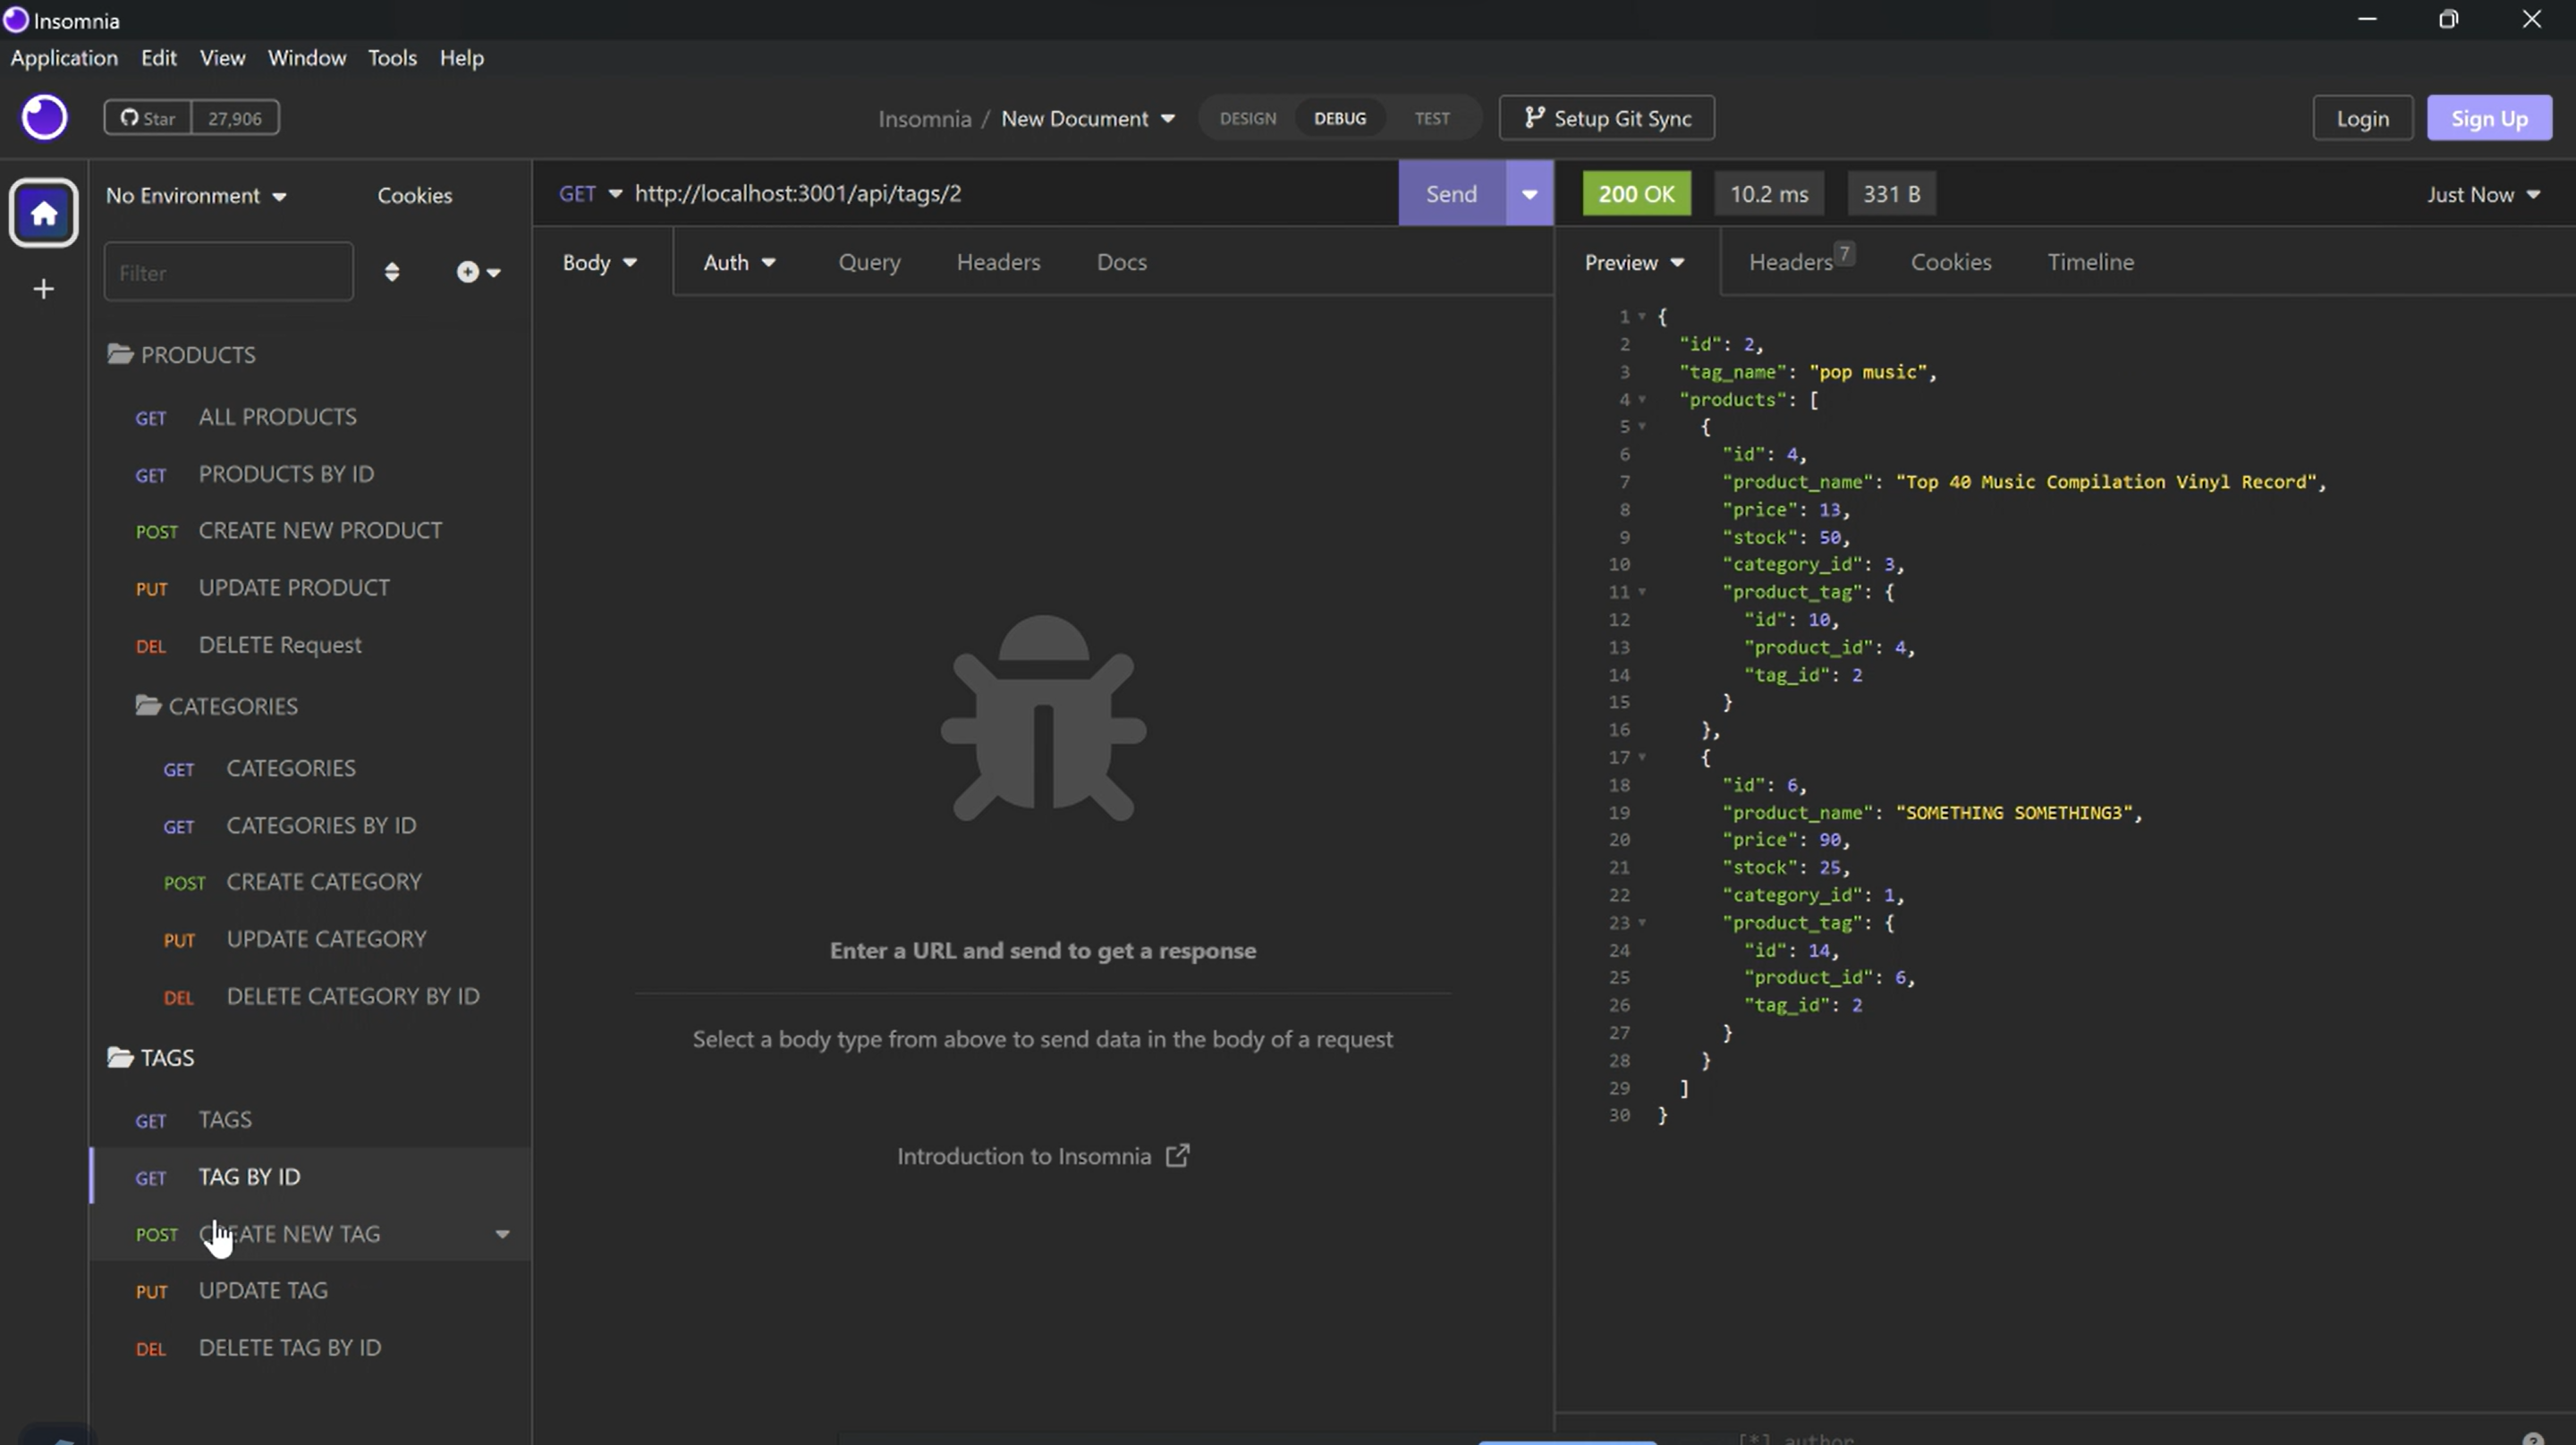 Insomnia
Application Edit View Window Tools Help
Star 27,906
Insomnia / New Document
DESIGN DEBUG TEST
Setup Git Sync
Login
Sign Up
No Environment
Cookies
Filter
PRODUCTS
GET ALL PRODUCTS
GET PRODUCTS BY ID
POST CREATE NEW PRODUCT
PUT UPDATE PRODUCT
DEL DELETE Request
CATEGORIES
GET CATEGORIES
GET CATEGORIES BY ID
POST CREATE CATEGORY
PUT UPDATE CATEGORY
DEL DELETE CATEGORY BY ID
TAGS
GET TAGS
GET TAG BY ID
POST CREATE NEW TAG
PUT UPDATE TAG
DEL DELETE TAG BY ID
GET http://localhost:3001/api/tags/2
Send
Body Auth Query Headers Docs
Enter a URL and send to get a response
Select a body type from above to send data in the body of a request
Introduction to Insomnia
200 OK 10.2 ms 331 B
Just Now
Preview Headers 7 Cookies Timeline
1 {
2 "id": 2,
3 "tag_name": "pop music",
4 "products": [
5 {
6 "id": 4,
7 "product_name": "Top 40 Music Compilation Vinyl Record",
8 "price": 13,
9 "stock": 50,
10 "category_id": 3,
11 "product_tag": {
12 "id": 10,
13 "product_id": 4,
14 "tag_id": 2
15 }
16 },
17 {
18 "id": 6,
19 "product_name": "SOMETHING SOMETHING3",
20 "price": 90,
21 "stock": 25,
22 "category_id": 1,
23 "product_tag": {
24 "id": 14,
25 "product_id": 6,
26 "tag_id": 2
27 }
28 }
29 ]
30 }